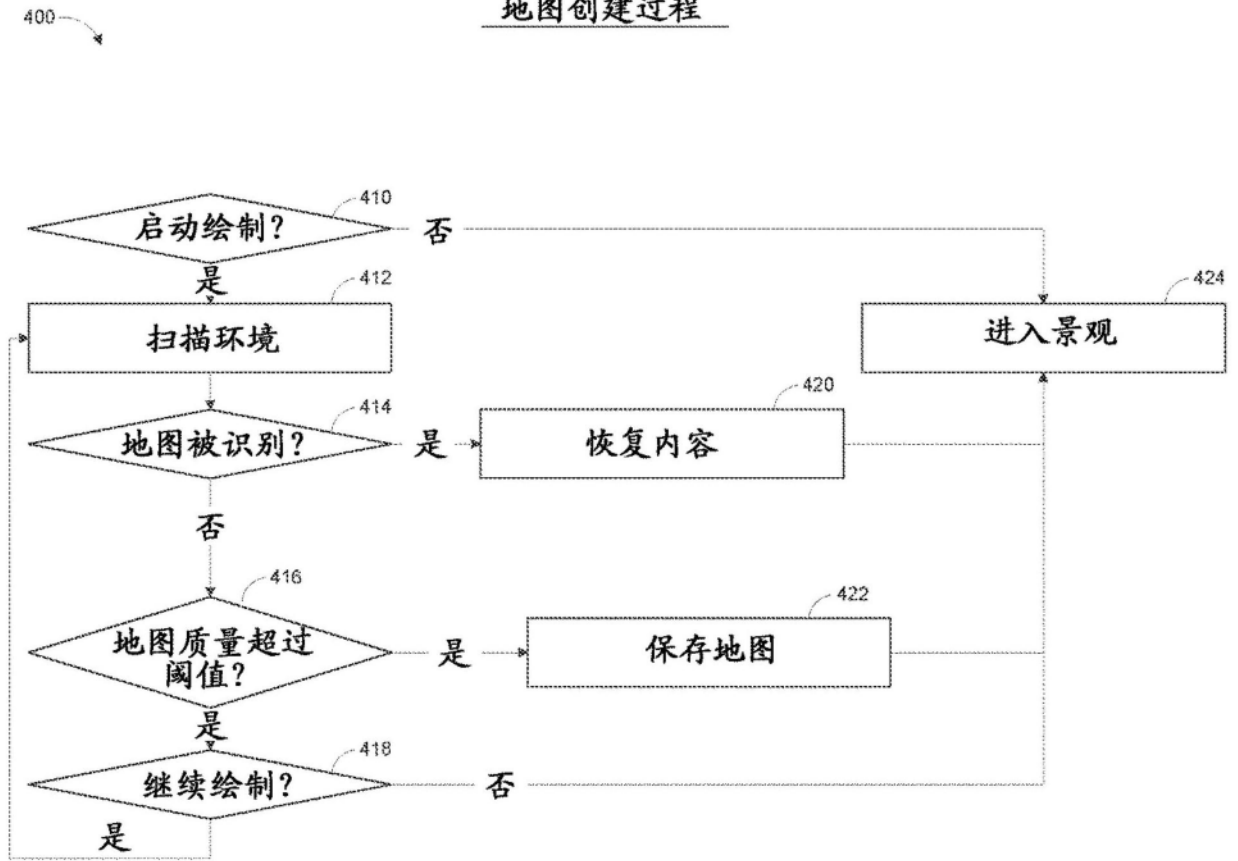 地图创建过程
400
410
启动绘制?
否
是
412
扫描环境
424
进入景观
414
地图被识别?
是
420
恢复内容
否
416
地图质量超过
阈值?
是
422
保存地图
是
418
继续绘制?
否
是